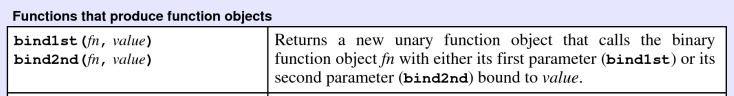 Functions that produce function objects
bind1st(fn, value)
bind2nd(fn, value)
Returns a new unary function object that calls the binary
function object fn with either its first parameter (bind1st) or its
second parameter (bind2nd) bound to value.